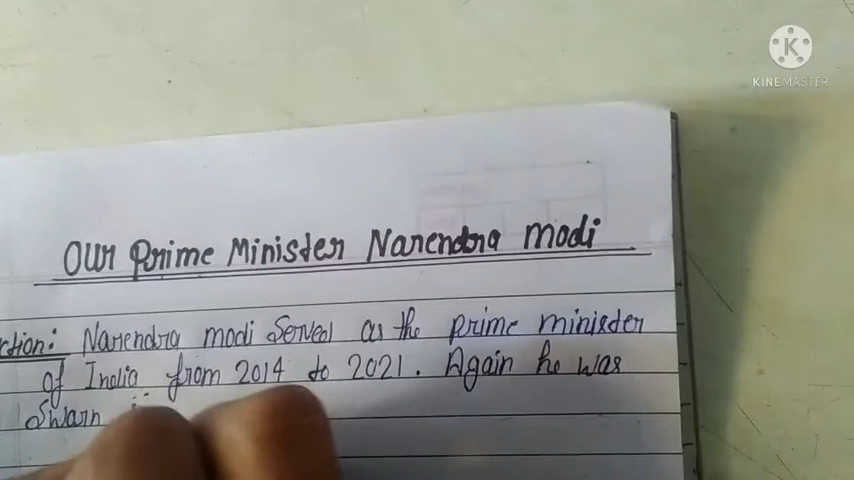 K
KINEMASTER
Our Prime Minister Narendra modi
ction: Narendra modi Served as the prime minister
of India from 2014 to 2021. Again he was
Swarn